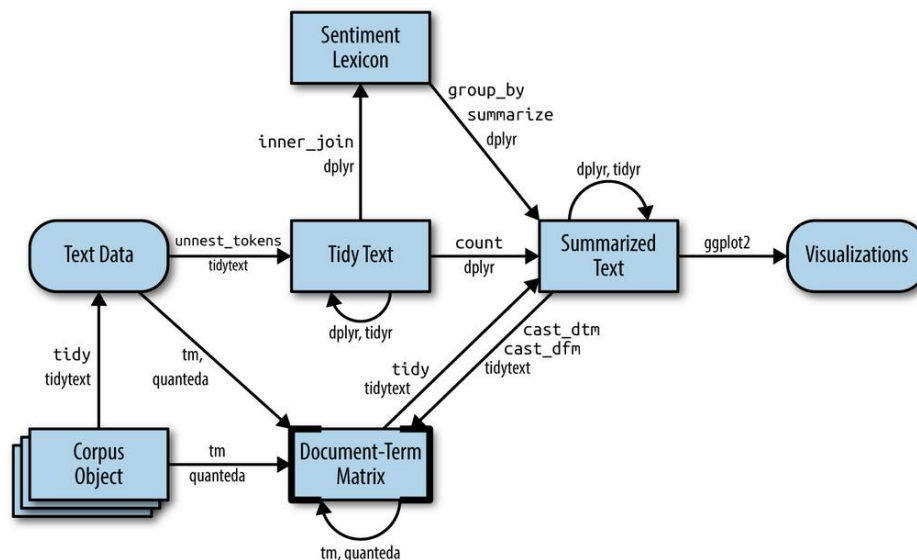 Sentiment
Lexicon
group_by
summarize
dplyr
inner_join
dplyr
dplyr, tidyr
Text Data
unnest_tokens
tidytext
Tidy Text
count
dplyr
Summarized
Text
ggplot2
Visualizations
dplyr, tidyr
tidy
tidytext
tm,
quanteda
tidy
tidytext
cast_dtm
cast_dfm
tidytext
Corpus
Object
tm
quanteda
Document-Term
Matrix
tm, quanteda